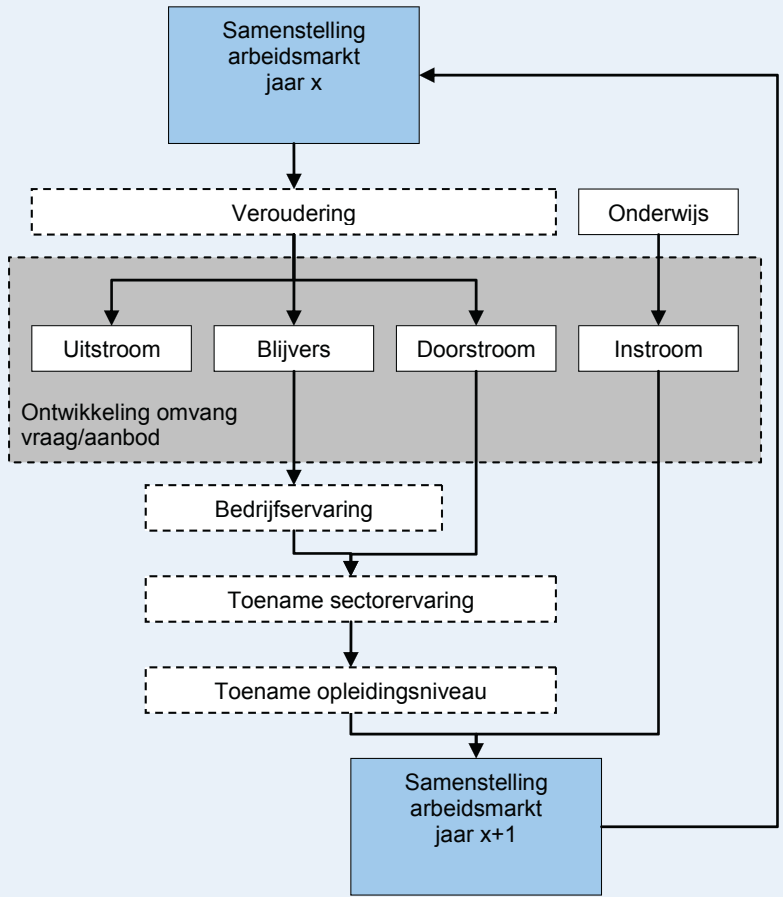 Samenstelling
arbeidsmarkt
jaar x
Veroudering
Onderwijs
Uitstroom
Blijvers
Doorstroom
Instroom
Ontwikkeling omvang
vraag/aanbod
Bedrijfservaring
Toename sectorervaring
Toename opleidingsniveau
Samenstelling
arbeidsmarkt
jaar x+1